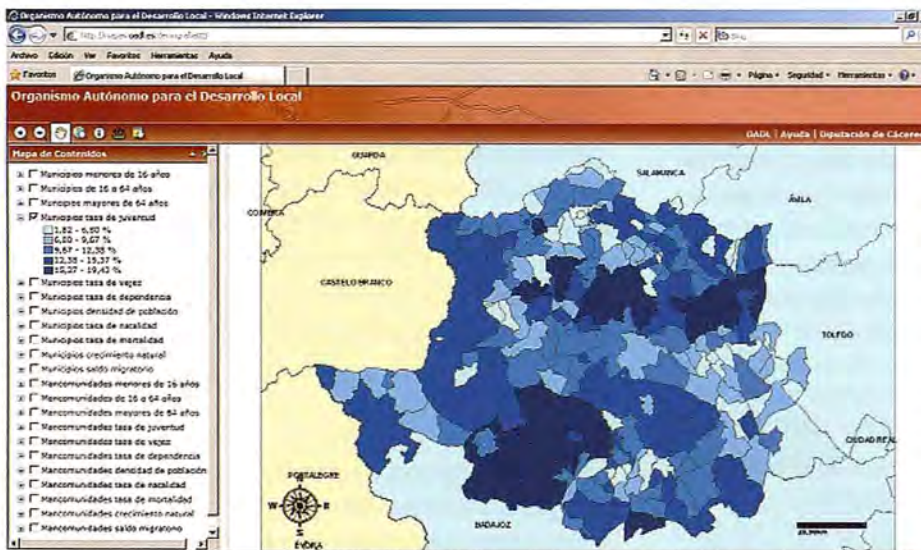 Organismo Autónomo para el Desarrollo Local - Windows Internet Explorer
Archivo Edición Ver Favoritos Herramientas Ayuda
Favoritos Organismo Autónomo para el Desarrollo Local
Página Seguridad Herramientas
Organismo Autónomo para el Desarrollo Local
OADL | Ayuda | Diputación de Cáceres
Mapa de Contenidos
Municipios menores de 16 años
Municipios de 16 a 64 años
Municipios mayores de 64 años
Municipios tasa de juventud
1,82 - 6,80 %
6,80 - 9,67 %
9,67 - 12,38 %
12,38 - 15,37 %
15,37 - 19,43 %
Municipios tasa de vejez
Municipios tasa de dependencia
Municipios densidad de población
Municipios tasa de natalidad
Municipios tasa de mortalidad
Municipios crecimiento natural
Municipios saldo migratorio
Mancomunidades menores de 16 años
Mancomunidades de 16 a 64 años
Mancomunidades mayores de 64 años
Mancomunidades tasa de juventud
Mancomunidades tasa de vejez
Mancomunidades tasa de dependencia
Mancomunidades densidad de población
Mancomunidades tasa de natalidad
Mancomunidades tasa de mortalidad
Mancomunidades crecimiento natural
Mancomunidades saldo migratorio
GUARDA
SALAMANCA
ÁVILA
COIMBRA
CASTELO BRANCO
TOLEDO
CIUDAD REAL
PORTALEGRE
N
W E
S
BADAJOZ
ÉVORA